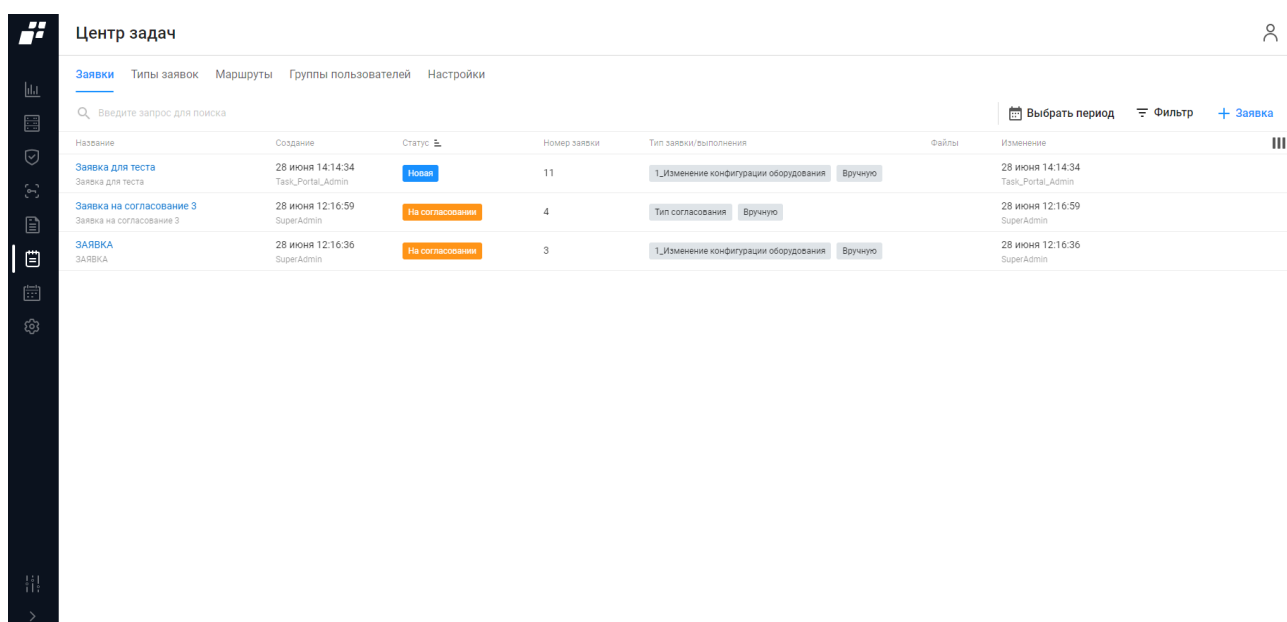 Центр задач
Заявки Типы заявок Маршруты Группы пользователей Настройки
Введите запрос для поиска Выбрать период Фильтр + Заявка
Название Создание Статус Номер заявки Тип заявки/выполнения Файлы Изменение
Заявка для теста 28 июня 14:14:34 Новая 11 1_Изменение конфигурации оборудования Вручную 28 июня 14:14:34
Заявка для теста Task_Portal_Admin Task_Portal_Admin
Заявка на согласование 3 28 июня 12:16:59 На согласовании 4 Тип согласования Вручную 28 июня 12:16:59
Заявка на согласование 3 SuperAdmin SuperAdmin
ЗАЯВКА 28 июня 12:16:36 На согласовании 3 1_Изменение конфигурации оборудования Вручную 28 июня 12:16:36
ЗАЯВКА SuperAdmin SuperAdmin